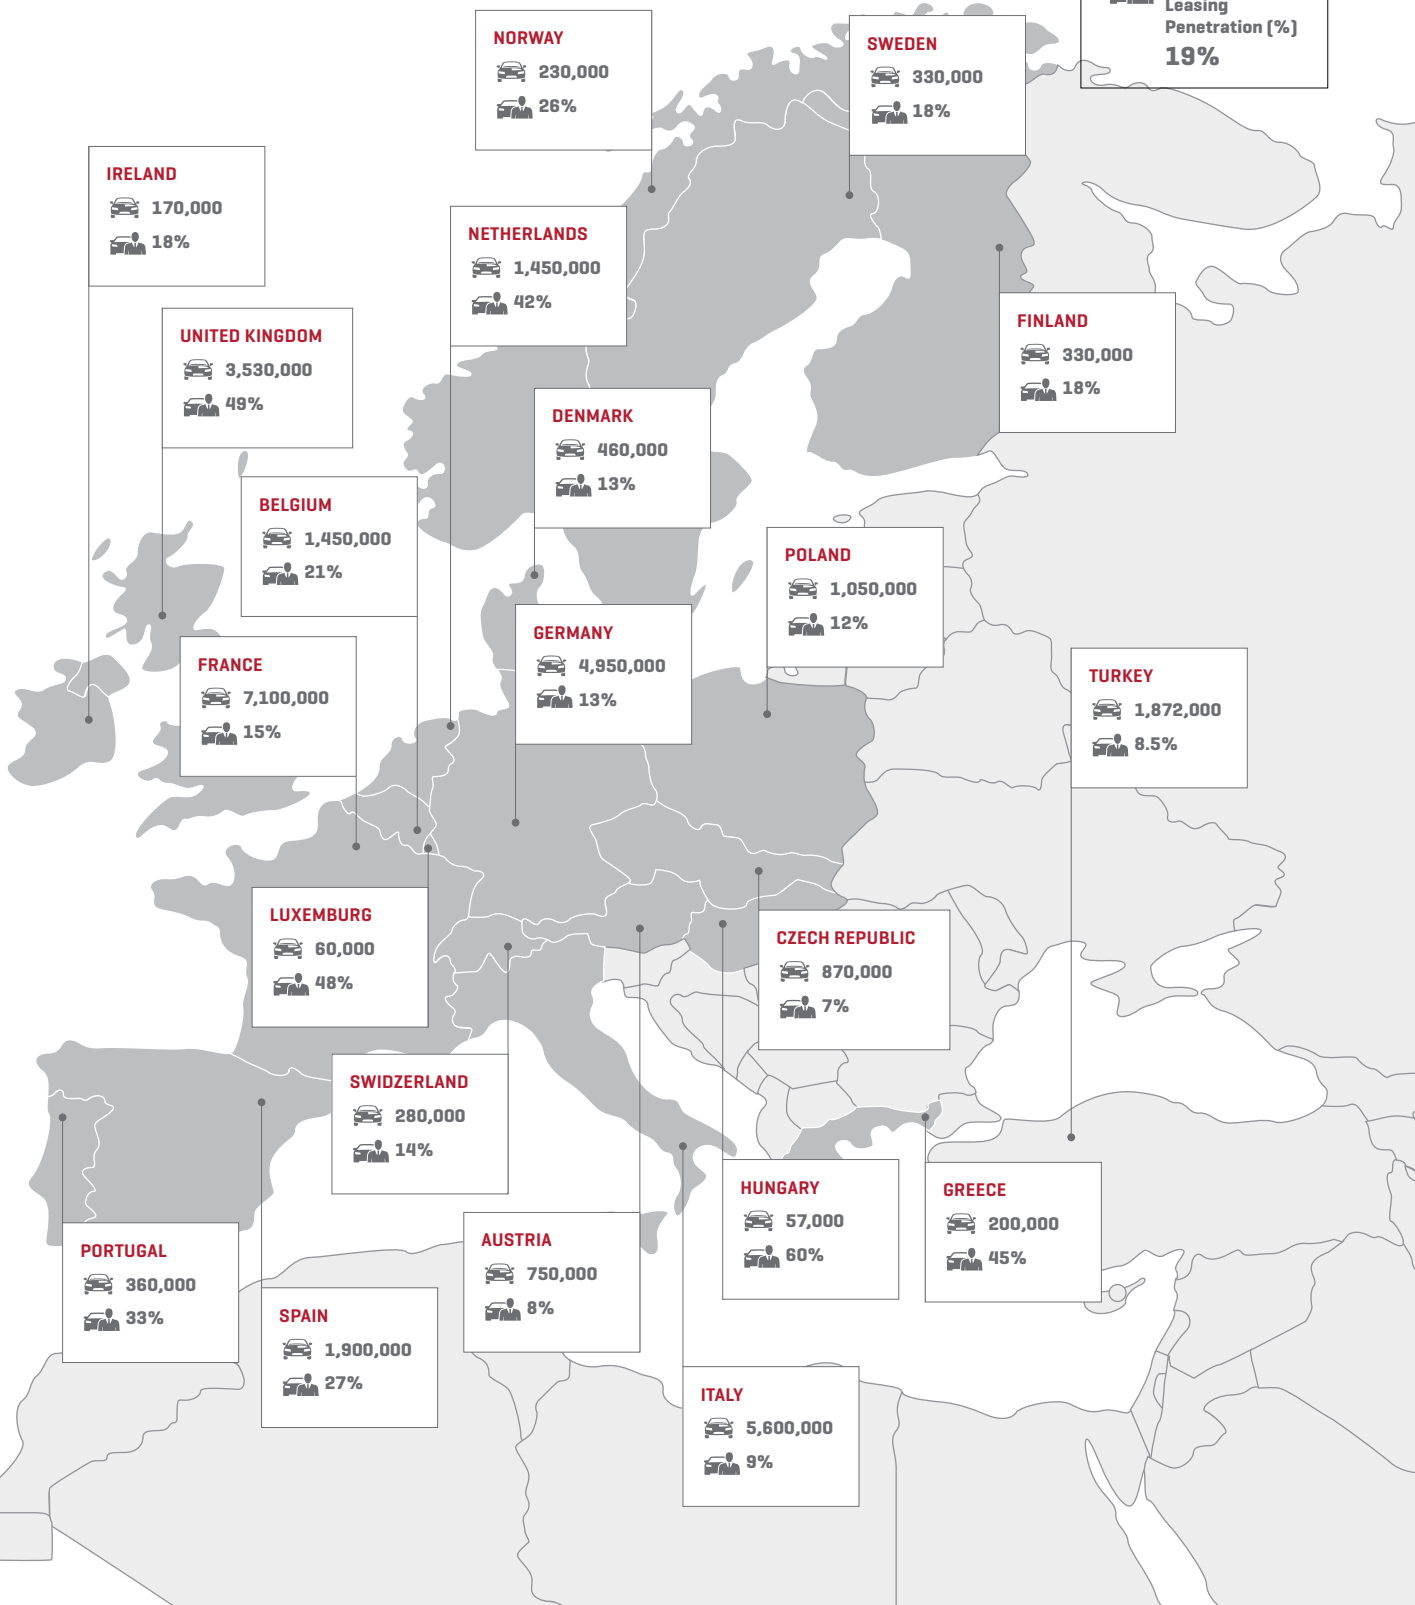 Leasing
Penetration (%)
19%
NORWAY
230,000
26%
SWEDEN
330,000
18%
IRELAND
170,000
18%
NETHERLANDS
1,450,000
42%
UNITED KINGDOM
3,530,000
49%
FINLAND
330,000
18%
DENMARK
460,000
13%
BELGIUM
1,450,000
21%
POLAND
1,050,000
12%
GERMANY
4,950,000
13%
FRANCE
7,100,000
15%
TURKEY
1,872,000
8.5%
LUXEMBURG
60,000
48%
CZECH REPUBLIC
870,000
7%
SWIDZERLAND
280,000
14%
HUNGARY
57,000
60%
GREECE
200,000
45%
PORTUGAL
360,000
33%
AUSTRIA
750,000
8%
SPAIN
1,900,000
27%
ITALY
5,600,000
9%